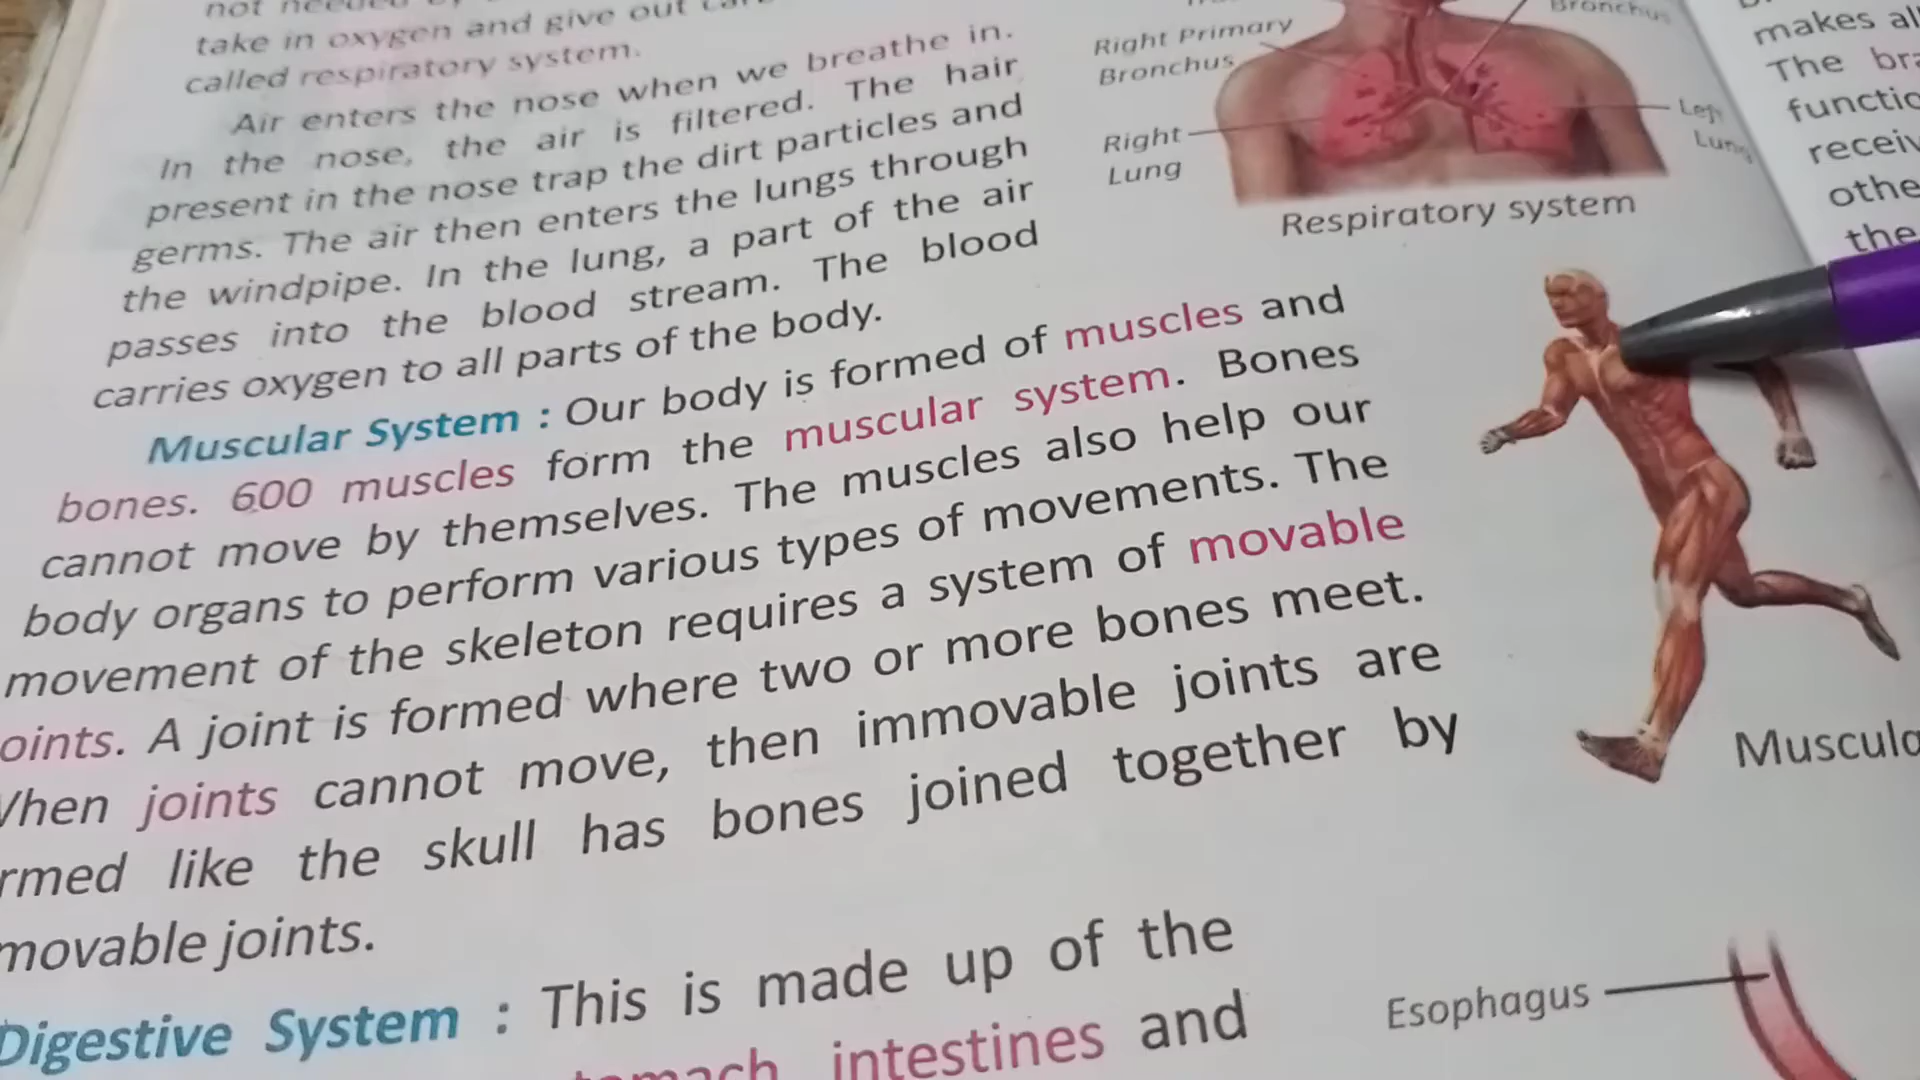 take in oxygen and give out
called respiratory system.
Air enters the nose when we breathe in.
In the nose, the air is filtered. The hair
present in the nose trap the dirt particles and
germs. The air then enters the lungs through
the windpipe. In the lung, a part of the air
passes into the blood stream. The blood
carries oxygen to all parts of the body.
Muscular System : Our body is formed of muscles and
bones. 600 muscles form the muscular system. Bones
cannot move by themselves. The muscles also help our
body organs to perform various types of movements. The
movement of the skeleton requires a system of movable
oints. A joint is formed where two or more bones meet.
When joints cannot move, then immovable joints are
rmed like the skull has bones joined together by
movable joints.
Digestive System : This is made up of the
tomach, intestines and
Right Primary
Bronchus
Bronchus
Right
Lung
Left
Lung
Respiratory system
Muscula
Esophagus
makes all
The bra
functio
receiv
othe
the